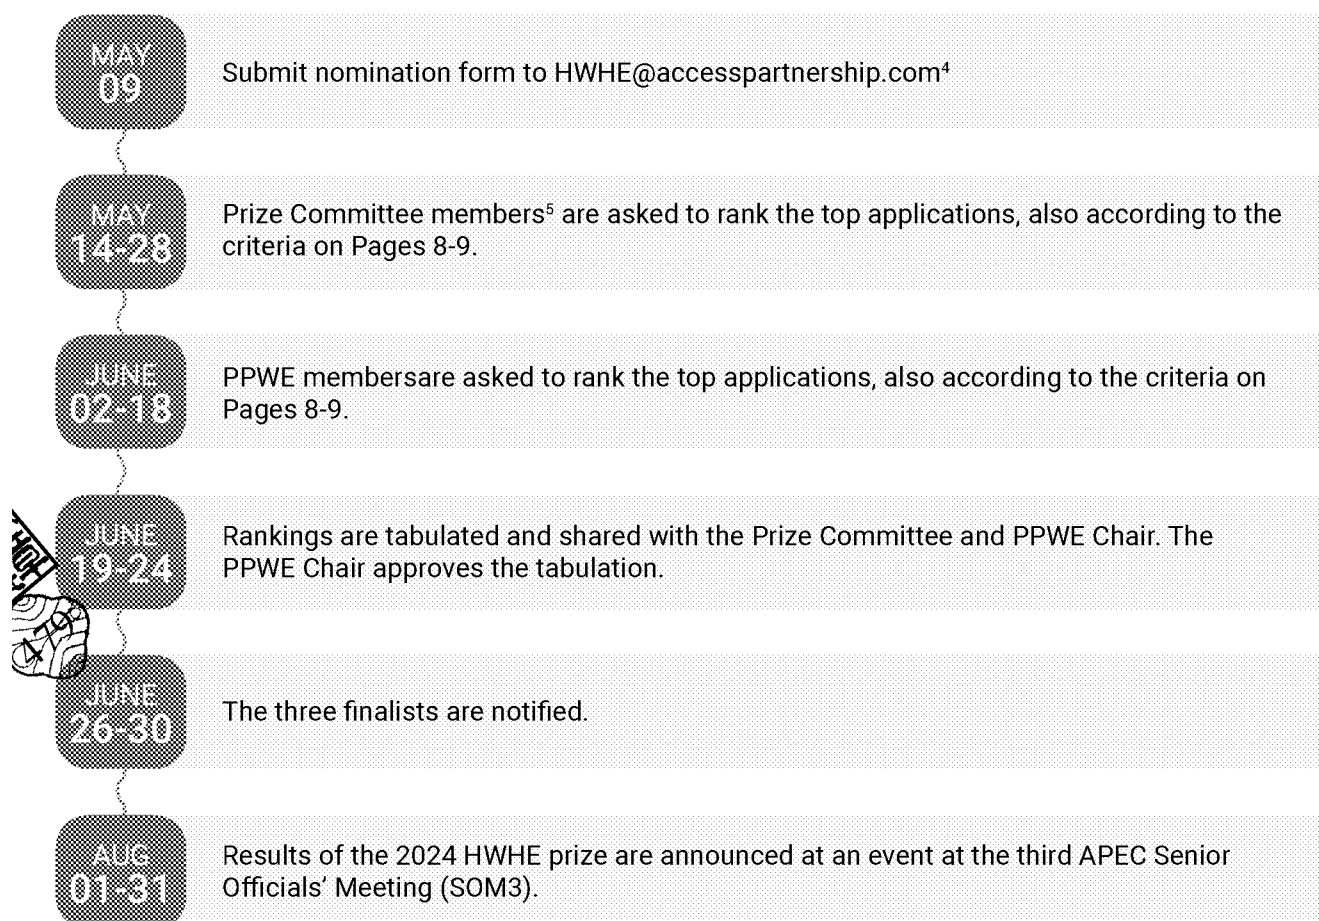 MAY
09
Submit nomination form to HWHE@accesspartnership.com⁴
MAY
14-28
Prize Committee members⁵ are asked to rank the top applications, also according to the
criteria on Pages 8-9.
JUNE
02-18
PPWE membersare asked to rank the top applications, also according to the criteria on
Pages 8-9.
JUNE
19-24
Rankings are tabulated and shared with the Prize Committee and PPWE Chair. The
PPWE Chair approves the tabulation.
479
JUNE
26-30
The three finalists are notified.
AUG
01-31
Results of the 2024 HWHE prize are announced at an event at the third APEC Senior
Officials’ Meeting (SOM3).